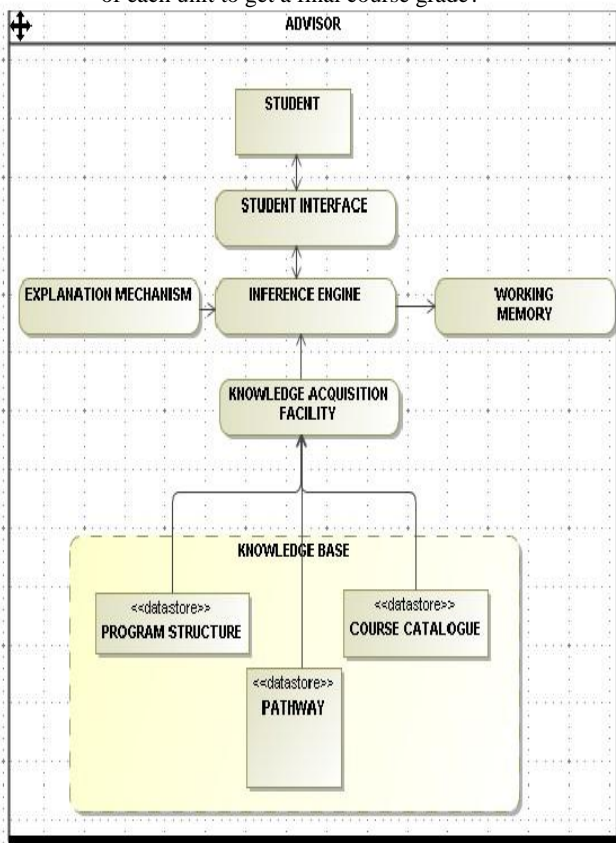 of each unit to get a final course grade?
ADVISOR
STUDENT
STUDENT INTERFACE
EXPLANATION MECHANISM
INFERENCE ENGINE
WORKING
MEMORY
KNOWLEDGE ACQUISITION
FACILITY
KNOWLEDGE BASE
<<datastore>>
PROGRAM STRUCTURE
<<datastore>>
COURSE CATALOGUE
<<datastore>>
PATHWAY